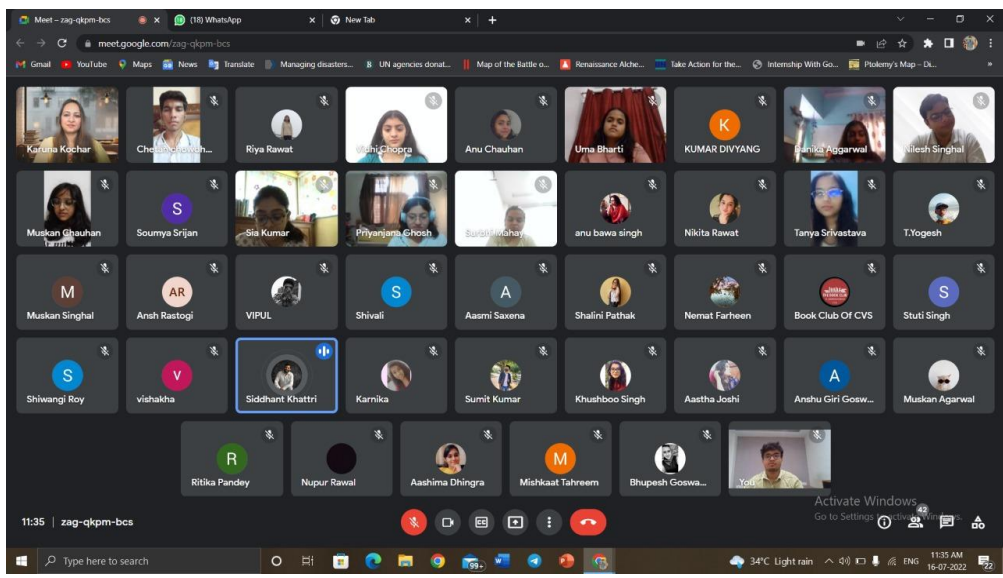 Meet – zag-qkpm-bcs
(18) WhatsApp
New Tab
meet.google.com/zag-qkpm-bcs
Gmail YouTube Maps News Translate Managing disasters... UN agencies donat... Map of the Battle o... Renaissance Alche... Take Action for the... Internship With Go... Ptolemy's Map – Di... »
Karuna Kochar
Riya Rawat
Vidhi Chopra
Anu Chauhan
Uma Bharti
K
KUMAR DIVYANG
Danika Aggarwal
Nilesh Singhal
Muskan Chauhan
S
Soumya Srijan
Sia Kumar
Priyanjana Ghosh
anu bawa singh
Nikita Rawat
Tanya Srivastava
T.Yogesh
M
Muskan Singhal
AR
Ansh Rastogi
VIPUL
S
Shivali
A
Aasmi Saxena
Shalini Pathak
Nemat Farheen
Book Club Of CVS
S
Stuti Singh
S
Shiwangi Roy
V
vishakha
Siddhant Khattri
Karnika
Sumit Kumar
Khushboo Singh
Aastha Joshi
A
Anshu Giri Gosw...
Muskan Agarwal
R
Ritika Pandey
Nupur Rawal
Aashima Dhingra
M
Mishkaat Tahreem
Bhupesh Goswa...
You
Activate Windows
Go to Settings to activate Windows.
11:35 | zag-qkpm-bcs
CC
42
Type here to search
99+
34°C Light rain
ENG
11:35 AM
16-07-2022
22